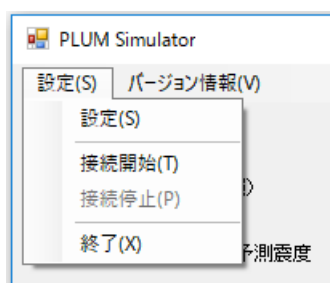 PLUM Simulator
設定(S) バージョン情報(V)
設定(S)
接続開始(T)
接続停止(P)
終了(X)
予測震度